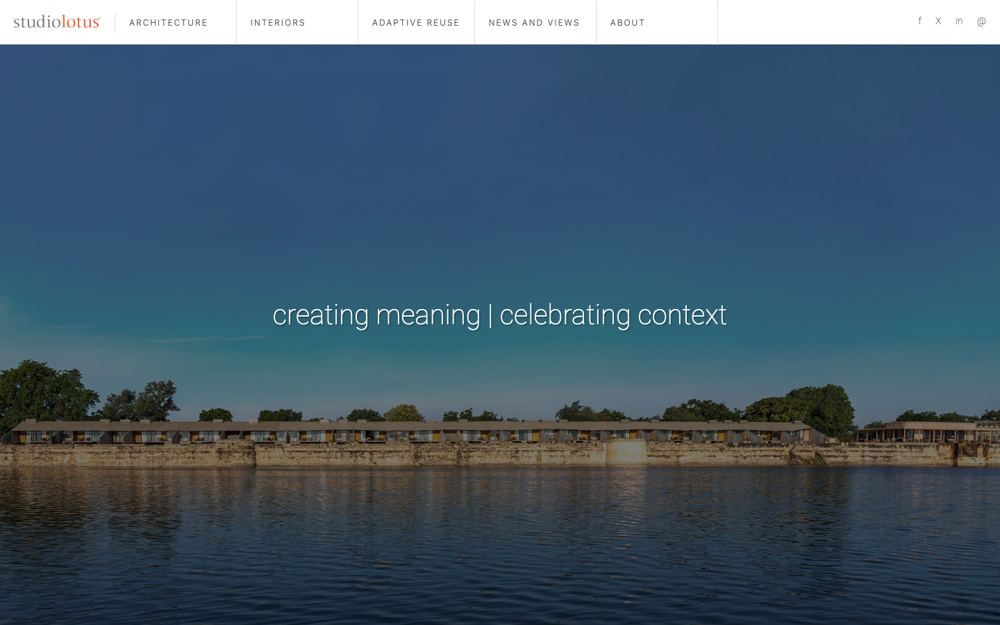 studiolotus
ARCHITECTURE
INTERIORS
ADAPTIVE REUSE
NEWS AND VIEWS
ABOUT
f X in @
creating meaning | celebrating context